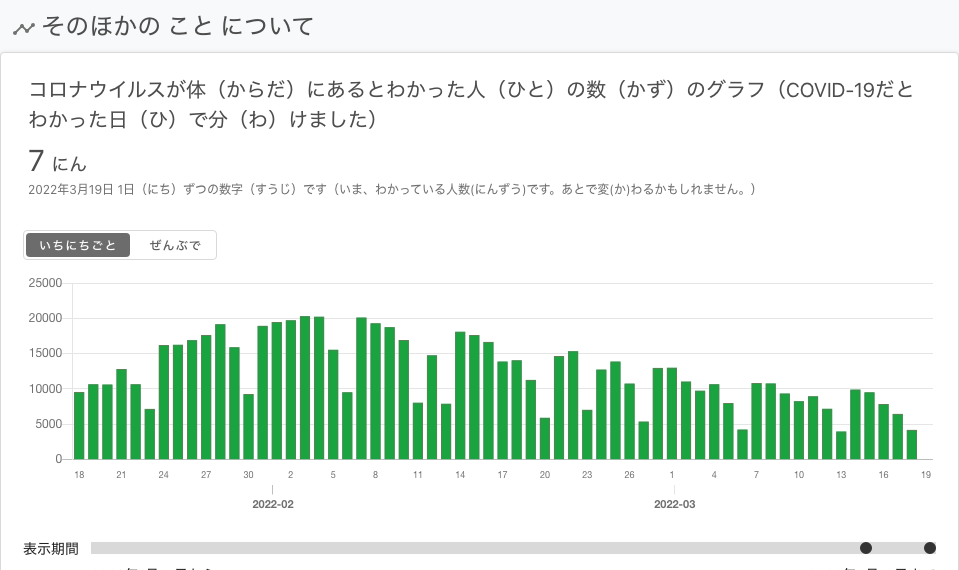 そのほかの こと について
コロナウイルスが体（からだ）にあるとわかった人（ひと）の数（かず）のグラフ（COVID-19だと
わかった日（ひ）で分（わ）けました）
7 にん
2022年3月19日 1日（にち）ずつの数字（すうじ）です（いま、わかっている人数(にんずう)です。あとで変(か)わるかもしれません。）
いちにちごと ぜんぶで
25000
20000
15000
10000
5000
0
18 21 24 27 30 2 5 8 11 14 17 20 23 26 1 4 7 10 13 16 19
2022-02 2022-03
表示期間